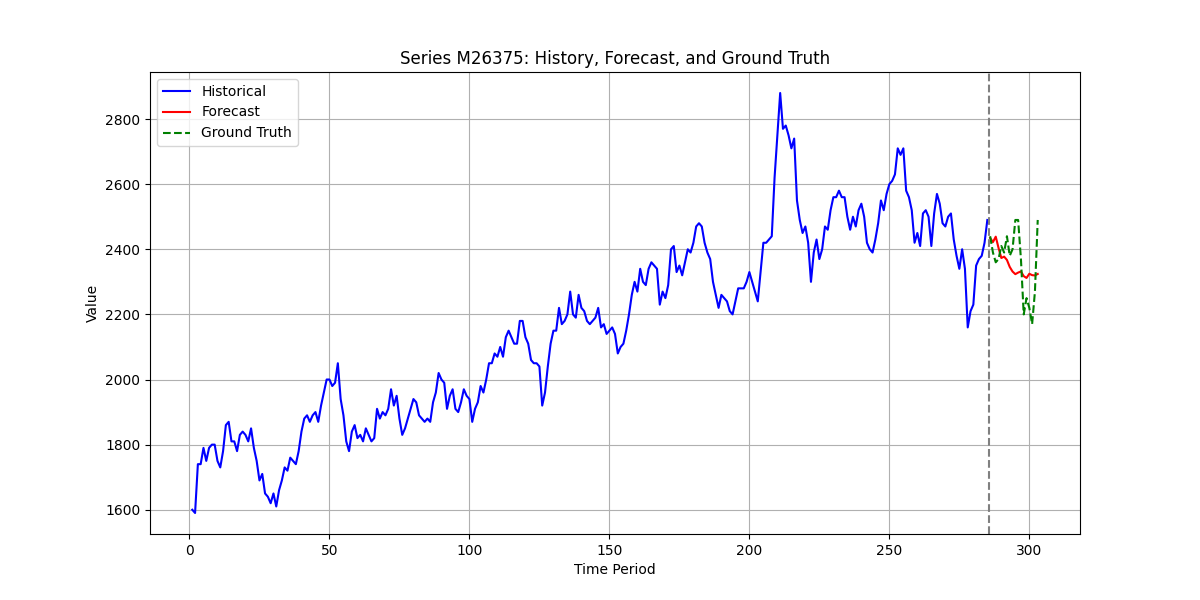 Series M26375: History, Forecast, and Ground Truth
Historical
Forecast
Ground Truth
2800
2600
2400
2200
2000
1800
1600
Value
0 50 100 150 200 250 300
Time Period